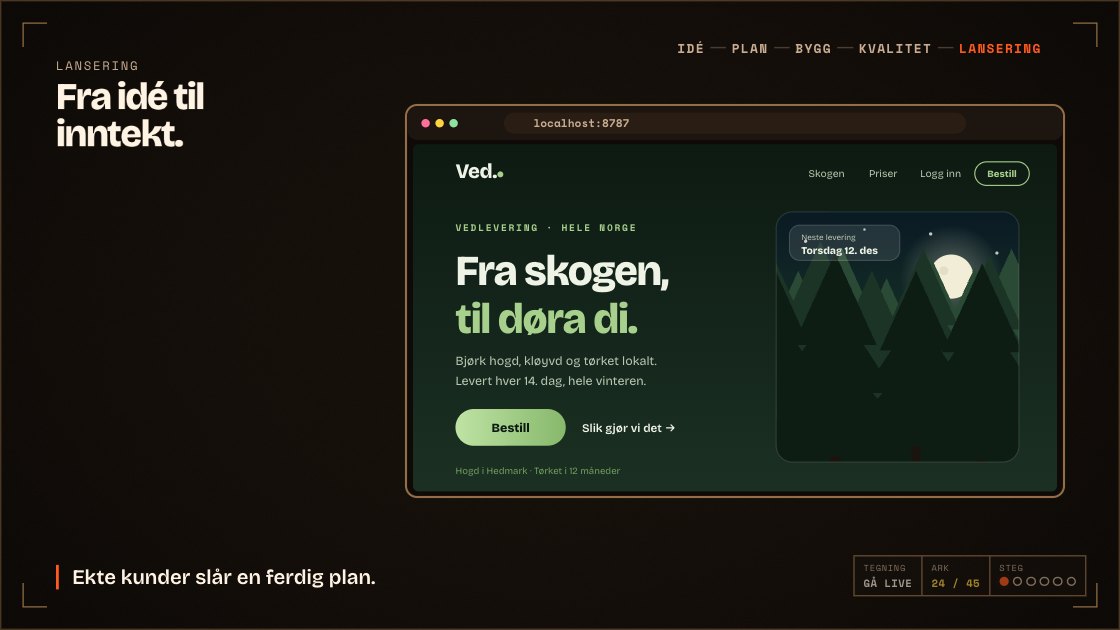 IDÉ — PLAN — BYGG — KVALITET — LANSERING
LANSERING
Fra idé til
inntekt.
localhost:8787
Ved.
Skogen Priser Logg inn Bestill
VEDLEVERING · HELE NORGE
Fra skogen,
til døra di.
Bjørk hogd, kløyvd og tørket lokalt.
Levert hver 14. dag, hele vinteren.
Bestill Slik gjør vi det →
Hogd i Hedmark · Tørket i 12 måneder
Neste levering
Torsdag 12. des
Ekte kunder slår en ferdig plan.
TEGNING ARK STEG
GÅ LIVE 24 / 45